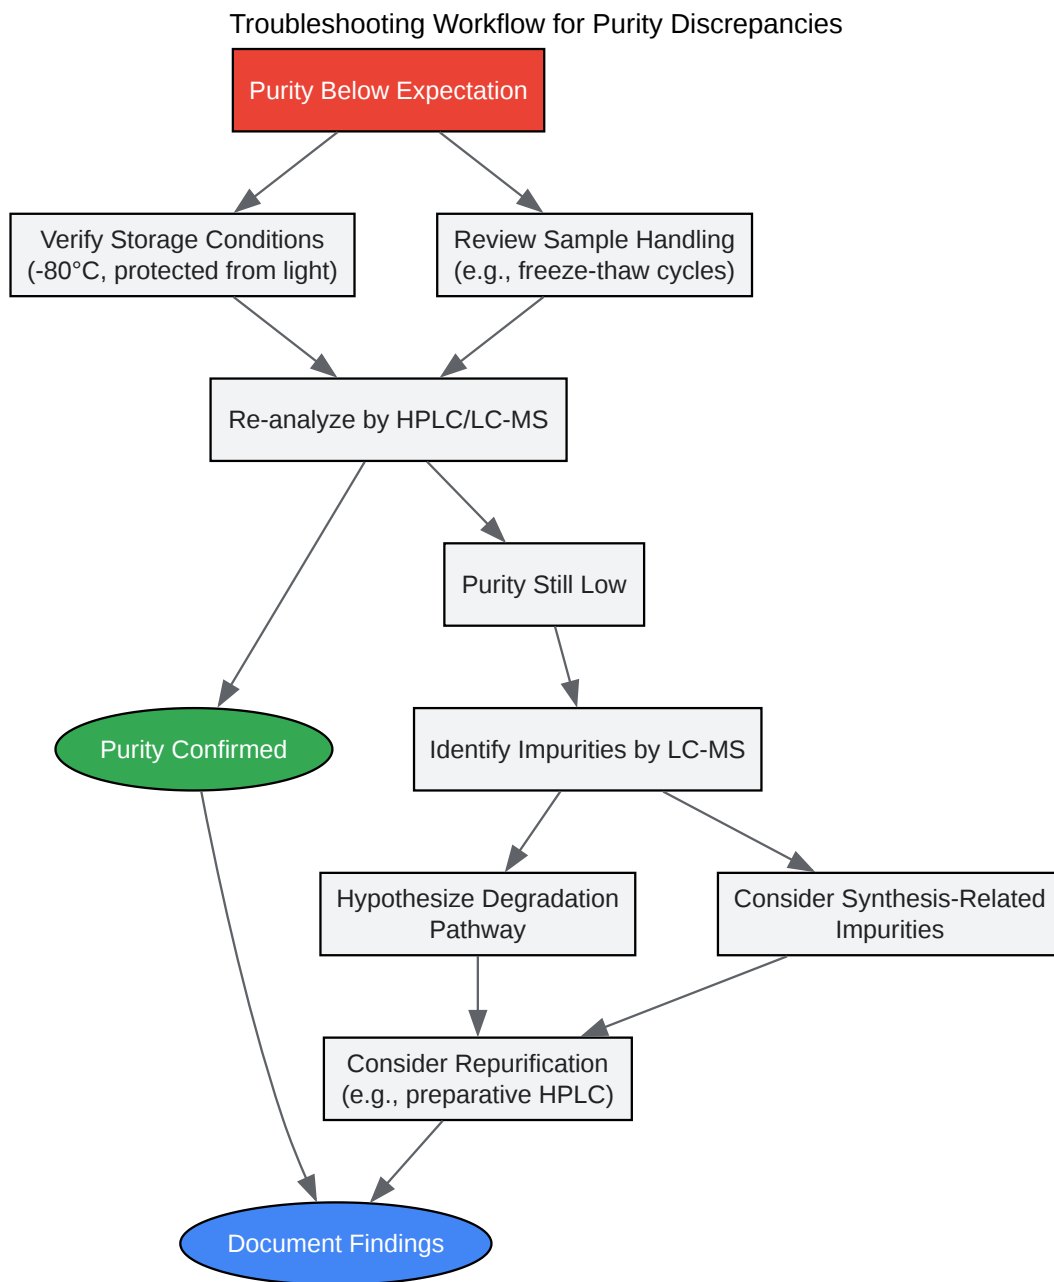 Troubleshooting Workflow for Purity Discrepancies
Purity Below Expectation
Verify Storage Conditions
(-80°C, protected from light)
Review Sample Handling
(e.g., freeze-thaw cycles)
Re-analyze by HPLC/LC-MS
Purity Still Low
Purity Confirmed
Identify Impurities by LC-MS
Hypothesize Degradation
Pathway
Consider Synthesis-Related
Impurities
Consider Repurification
(e.g., preparative HPLC)
Document Findings